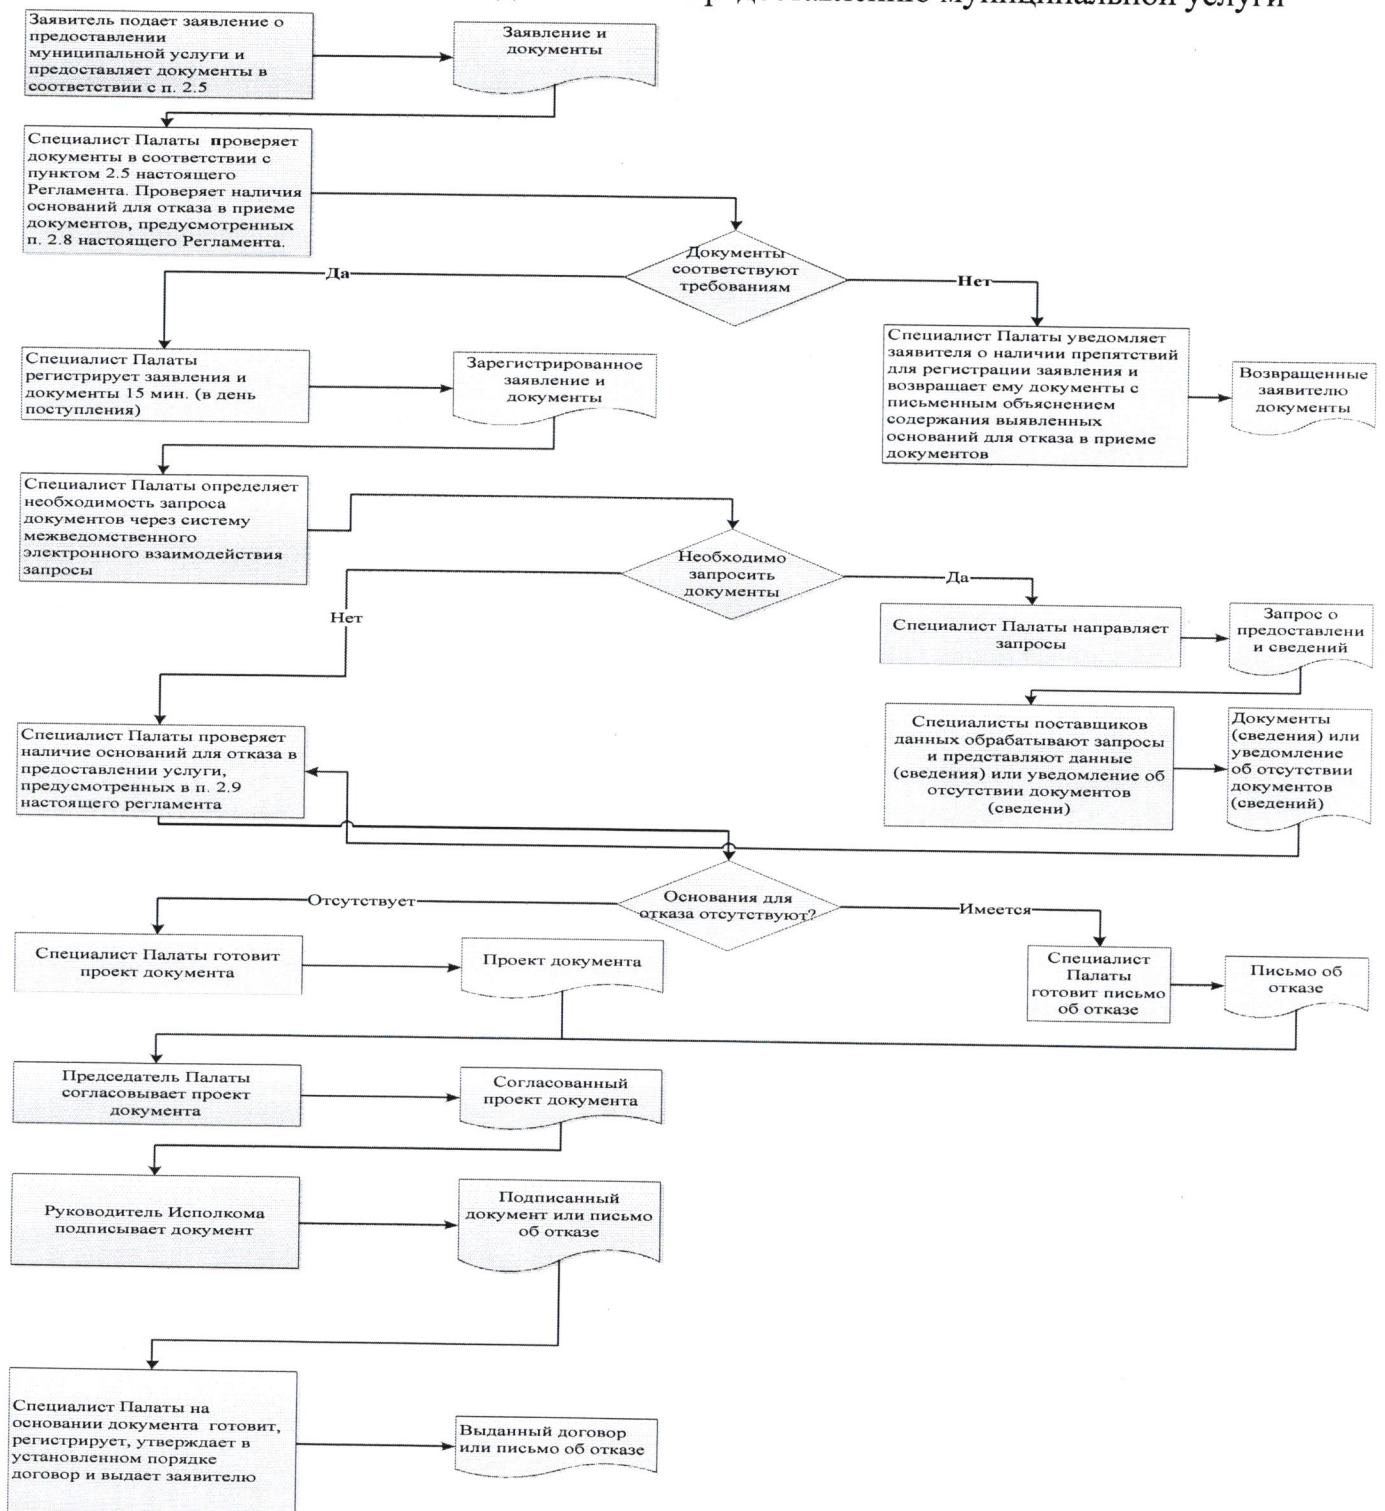 предоставлению муниципальной услуги
Заявитель подает заявление о
предоставлении
муниципальной услуги и
предоставляет документы в
соответствии с п. 2.5
Заявление и
документы
Специалист Палаты проверяет
документы в соответствии с
пунктом 2.5 настоящего
Регламента. Проверяет наличия
оснований для отказа в приеме
документов, предусмотренных
п. 2.8 настоящего Регламента.
Документы
соответствуют
требованиям
Да
Нет
Специалист Палаты
регистрирует заявления и
документы 15 мин. (в день
поступления)
Зарегистрированное
заявление и
документы
Специалист Палаты уведомляет
заявителя о наличии препятствий
для регистрации заявления и
возвращает ему документы с
письменным объяснением
содержания выявленных
оснований для отказа в приеме
документов
Возвращенные
заявителю
документы
Специалист Палаты определяет
необходимость запроса
документов через систему
межведомственного
электронного взаимодействия
запросы
Необходимо
запросить
документы
Нет
Да
Специалист Палаты направляет
запросы
Запрос о
предоставлени
и сведений
Специалист Палаты проверяет
наличие оснований для отказа в
предоставлении услуги,
предусмотренных в п. 2.9
настоящего регламента
Специалисты поставщиков
данных обрабатывают запросы
и представляют данные
(сведения) или уведомление об
отсутствии документов
(сведени)
Документы
(сведения) или
уведомление
об отсутствии
документов
(сведений)
Основания для
отказа отсутствуют?
Отсутствует
Имеется
Специалист Палаты готовит
проект документа
Проект документа
Специалист
Палаты
готовит письмо
об отказе
Письмо об
отказе
Председатель Палаты
согласовывает проект
документа
Согласованный
проект документа
Руководитель Исполкома
подписывает документ
Подписанный
документ или письмо
об отказе
Специалист Палаты на
основании документа готовит,
регистрирует, утверждает в
установленном порядке
договор и выдает заявителю
Выданный договор
или письмо об отказе